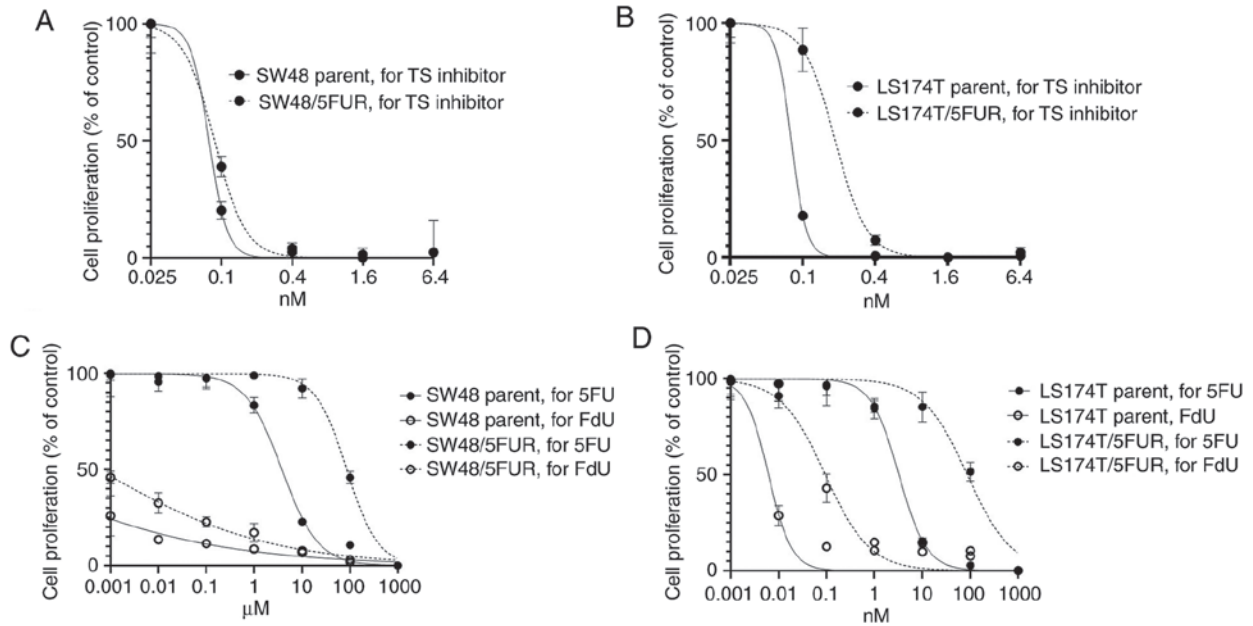 A
Cell proliferation (% of control)
100
50
0
0.025 0.1 0.4 1.6 6.4
nM
SW48 parent, for TS inhibitor
SW48/5FUR, for TS inhibitor
B
Cell proliferation (% of control)
100
50
0
0.025 0.1 0.4 1.6 6.4
nM
LS174T parent, for TS inhibitor
LS174T/5FUR, for TS inhibitor
C
Cell proliferation (% of control)
100
50
0
0.001 0.01 0.1 1 10 100 1000
μM
SW48 parent, for 5FU
SW48 parent, for FdU
SW48/5FUR, for 5FU
SW48/5FUR, for FdU
D
Cell proliferation (% of control)
100
50
0
0.001 0.01 0.1 1 10 100 1000
nM
LS174T parent, for 5FU
LS174T parent, FdU
LS174T/5FUR, for 5FU
LS174T/5FUR, for FdU